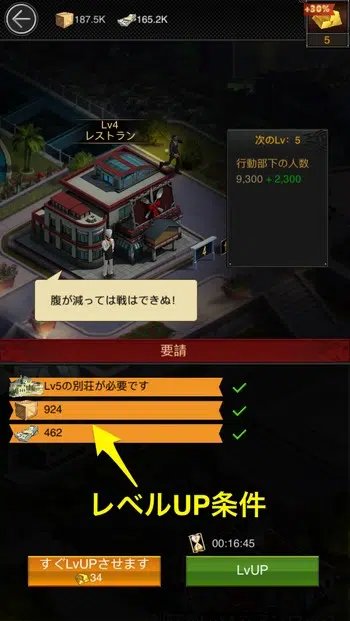 187.5K
165.2K
+30%
5
Lv4
レストラン
次のLv: 5
行動部下の人数
9,300 + 2,300
4
腹が減っては戦はできぬ!
要請
Lv5の別荘が必要です
924
462
レベルUP条件
00:16:45
すぐLvUPさせます
34
LvUP